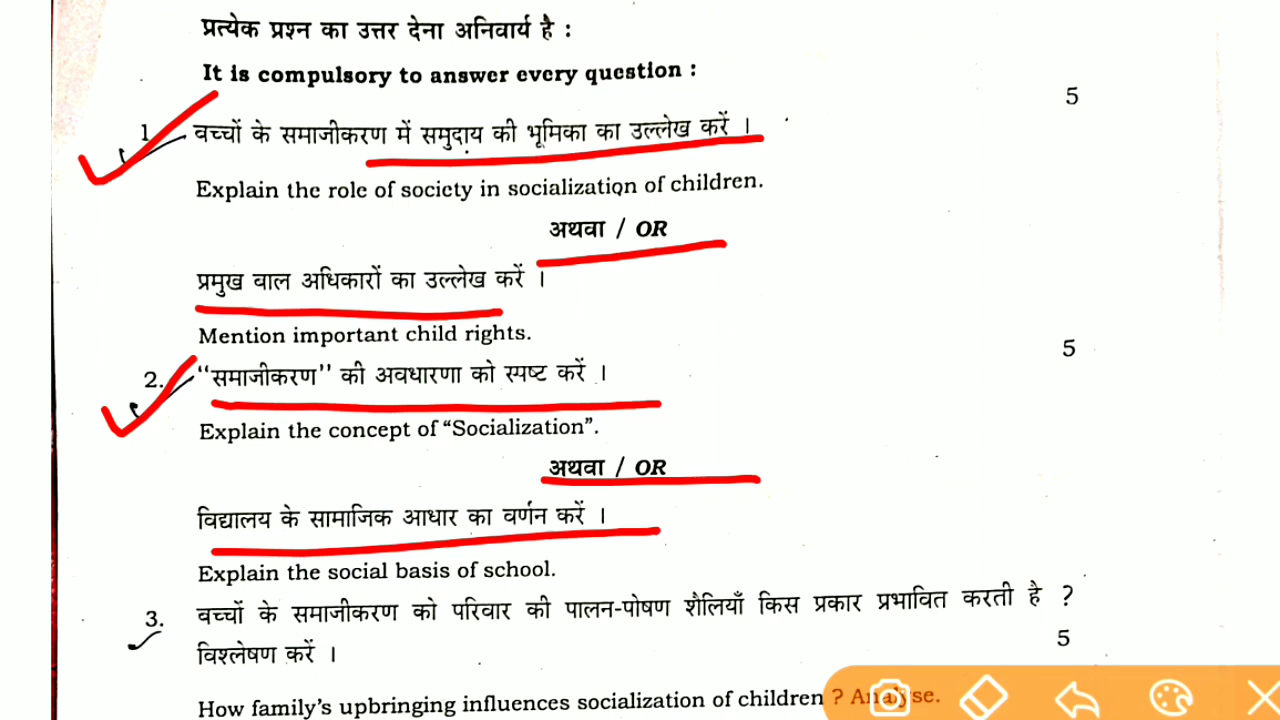 प्रत्येक प्रश्न का उत्तर देना अनिवार्य है :
It is compulsory to answer every question :
5
1 बच्चों के समाजीकरण में समुदाय की भूमिका का उल्लेख करें ।
Explain the role of society in socialization of children.
अथवा / OR
प्रमुख बाल अधिकारों का उल्लेख करें ।
Mention important child rights.
5
2. “समाजीकरण” की अवधारणा को स्पष्ट करें ।
Explain the concept of “Socialization”.
अथवा / OR
विद्यालय के सामाजिक आधार का वर्णन करें ।
Explain the social basis of school.
3. बच्चों के समाजीकरण को परिवार की पालन-पोषण शैलियाँ किस प्रकार प्रभावित करती है ?
विश्लेषण करें । 5
How family’s upbringing influences socialization of children ? Analyse.